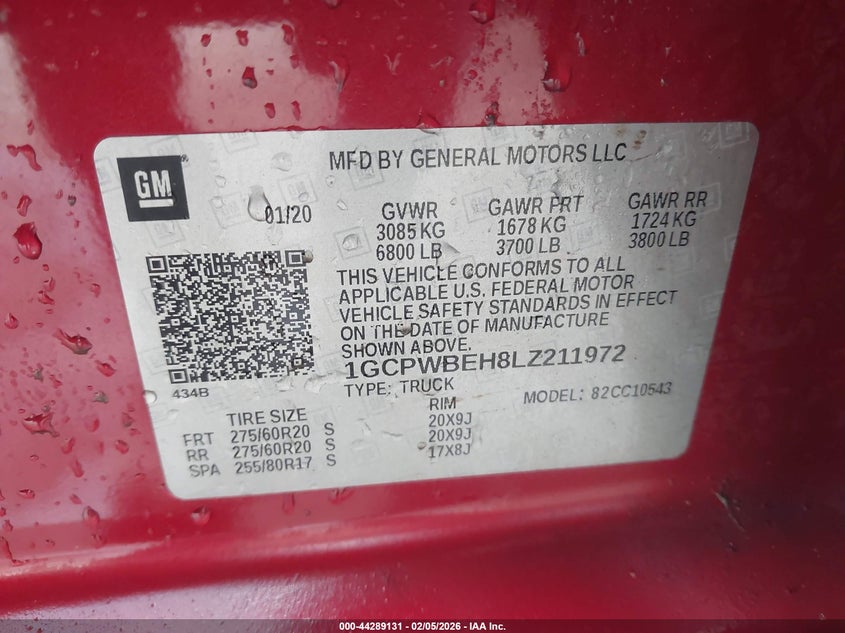 GM
MFD BY GENERAL MOTORS LLC
01/20
GVWR GAWR FRT GAWR RR
3085 KG 1678 KG 1724 KG
6800 LB 3700 LB 3800 LB
THIS VEHICLE CONFORMS TO ALL
APPLICABLE U.S. FEDERAL MOTOR
VEHICLE SAFETY STANDARDS IN EFFECT
ON THE DATE OF MANUFACTURE
SHOWN ABOVE.
1GCPWBEH8LZ211972
434B
TYPE: TRUCK MODEL: 82CC10543
TIRE SIZE RIM
FRT 275/60R20 S 20X9J
RR 275/60R20 S 20X9J
SPA 255/80R17 S 17X8J
000-44289131 - 02/05/2026 - IAA Inc.